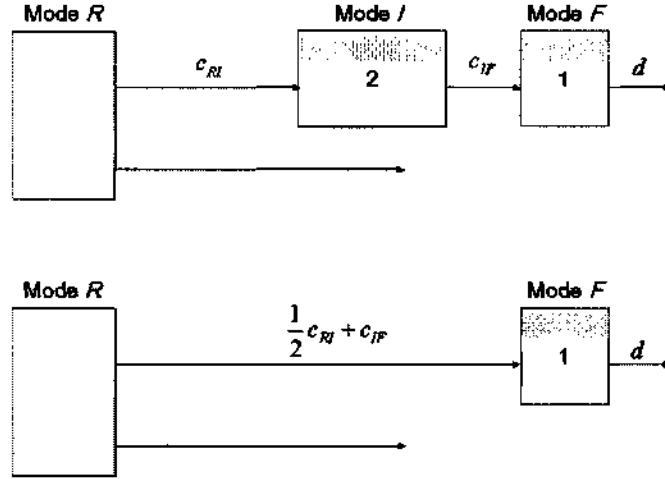 Mode R Mode I Mode F
c_RI 2 c_IF 1 d
Mode R Mode F
1/2 c_RI + c_IF 1 d